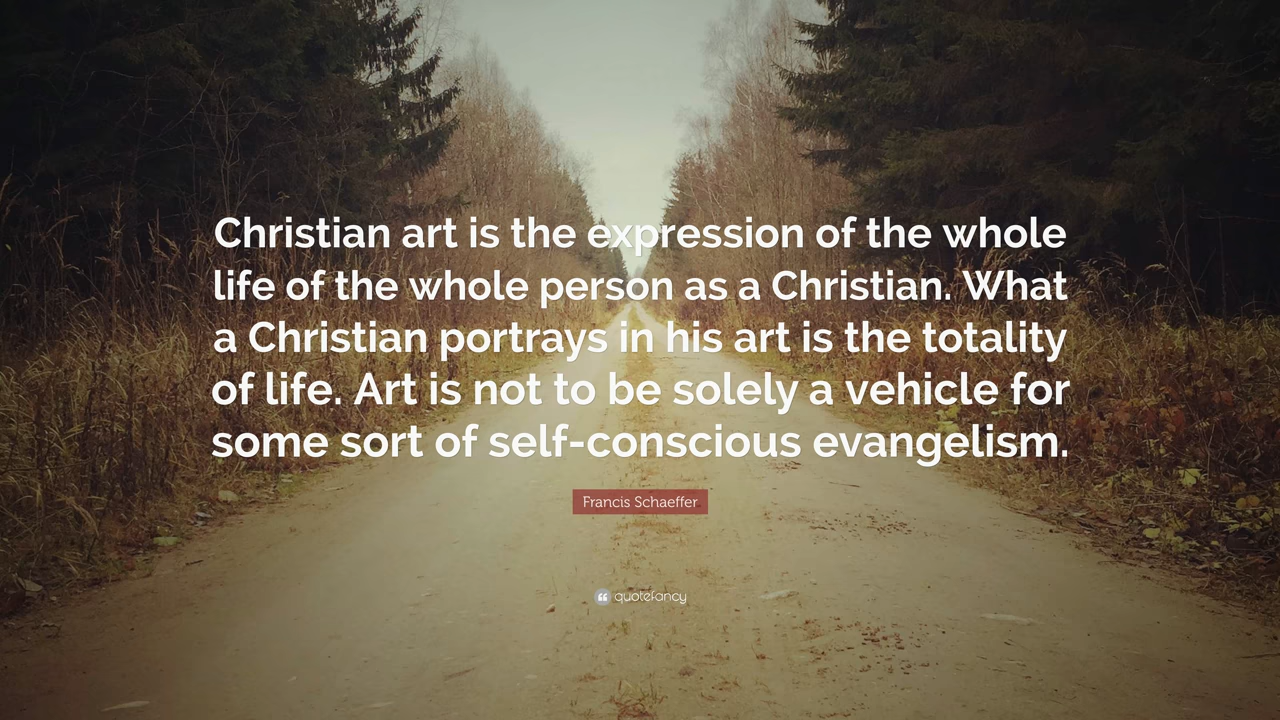 Christian art is the expression of the whole
life of the whole person as a Christian. What
a Christian portrays in his art is the totality
of life. Art is not to be solely a vehicle for
some sort of self-conscious evangelism.
Francis Schaeffer
quotefancy